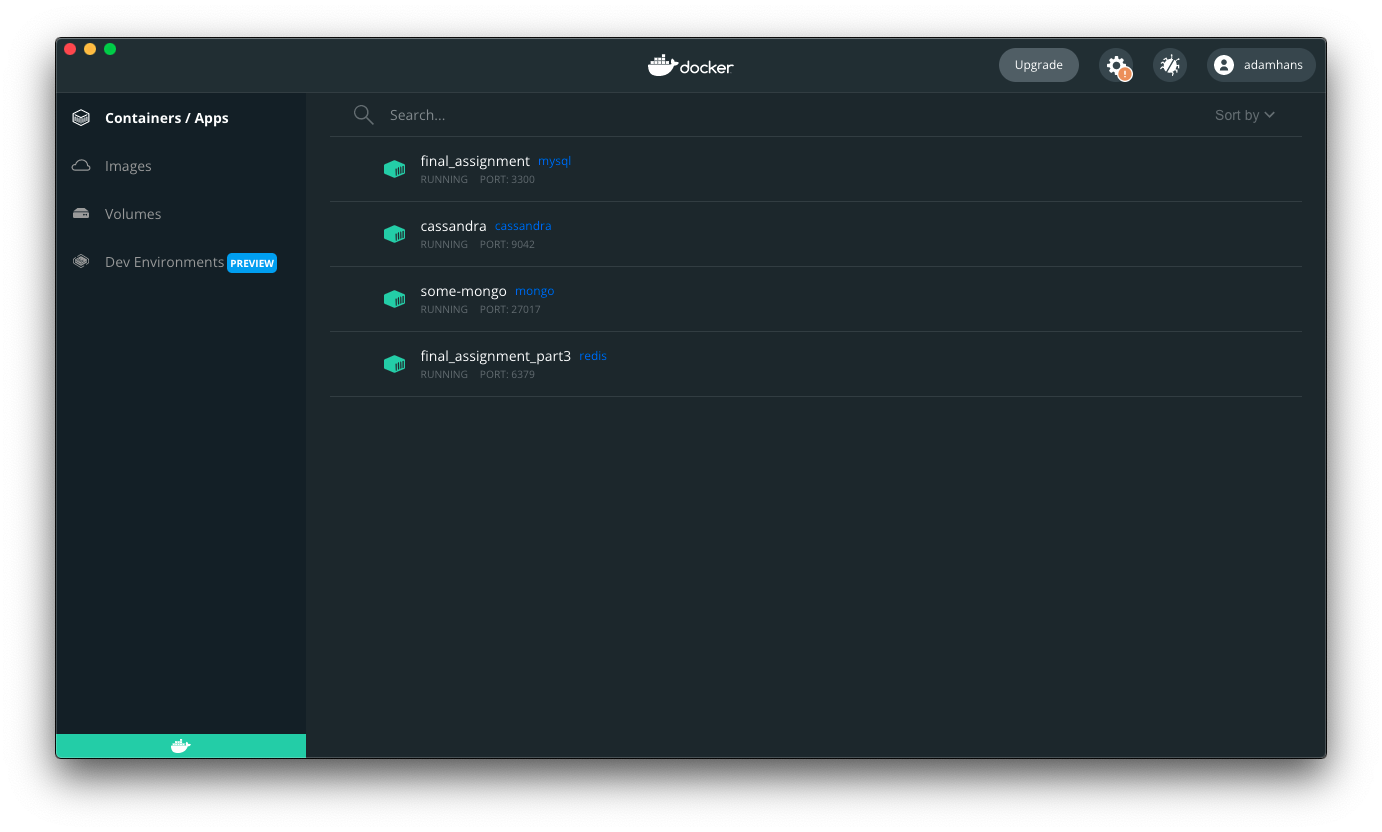 docker
Upgrade
!
adamhans
Containers / Apps
Images
Volumes
Dev Environments PREVIEW
Search...
Sort by
final_assignment mysql
RUNNING PORT: 3300
cassandra cassandra
RUNNING PORT: 9042
some-mongo mongo
RUNNING PORT: 27017
final_assignment_part3 redis
RUNNING PORT: 6379